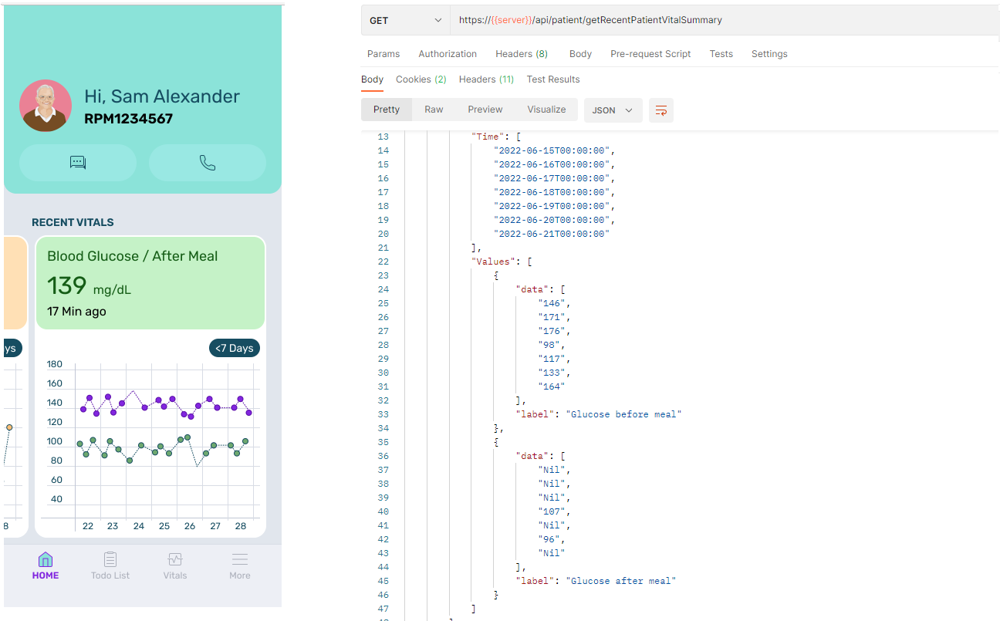 Hi, Sam Alexander
RPM1234567
RECENT VITALS
Blood Glucose / After Meal
139 mg/dL
17 Min ago
ys
<7 Days
180
160
140
120
100
80
60
40
8
22 23 24 25 26 27 28
HOME Todo List Vitals More
GET https://{{server}}/api/patient/getRecentPatientVitalSummary
Params Authorization Headers (8) Body Pre-request Script Tests Settings
Body Cookies (2) Headers (11) Test Results
Pretty Raw Preview Visualize JSON
13 "Time": [
14 "2022-06-15T00:00:00",
15 "2022-06-16T00:00:00",
16 "2022-06-17T00:00:00",
17 "2022-06-18T00:00:00",
18 "2022-06-19T00:00:00",
19 "2022-06-20T00:00:00",
20 "2022-06-21T00:00:00"
21 ],
22 "Values": [
23 {
24 "data": [
25 "146",
26 "171",
27 "176",
28 "98",
29 "117",
30 "133",
31 "164"
32 ],
33 "label": "Glucose before meal"
34 },
35 {
36 "data": [
37 "Nil",
38 "Nil",
39 "Nil",
40 "107",
41 "Nil",
42 "96",
43 "Nil"
44 ],
45 "label": "Glucose after meal"
46 }
47 ]